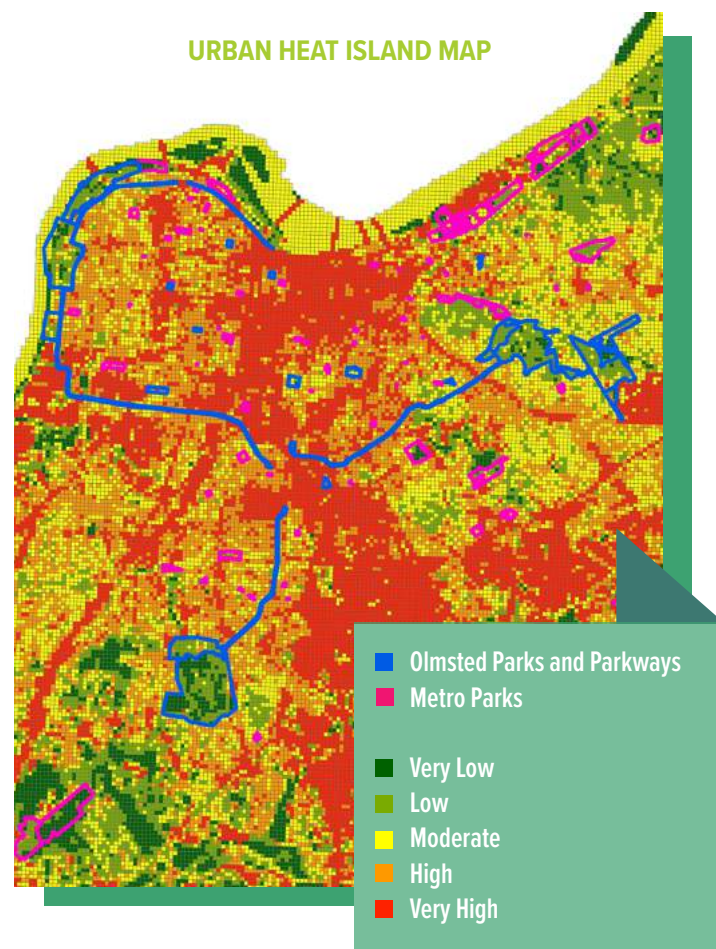 URBAN HEAT ISLAND MAP
Olmsted Parks and Parkways
Metro Parks
Very Low
Low
Moderate
High
Very High